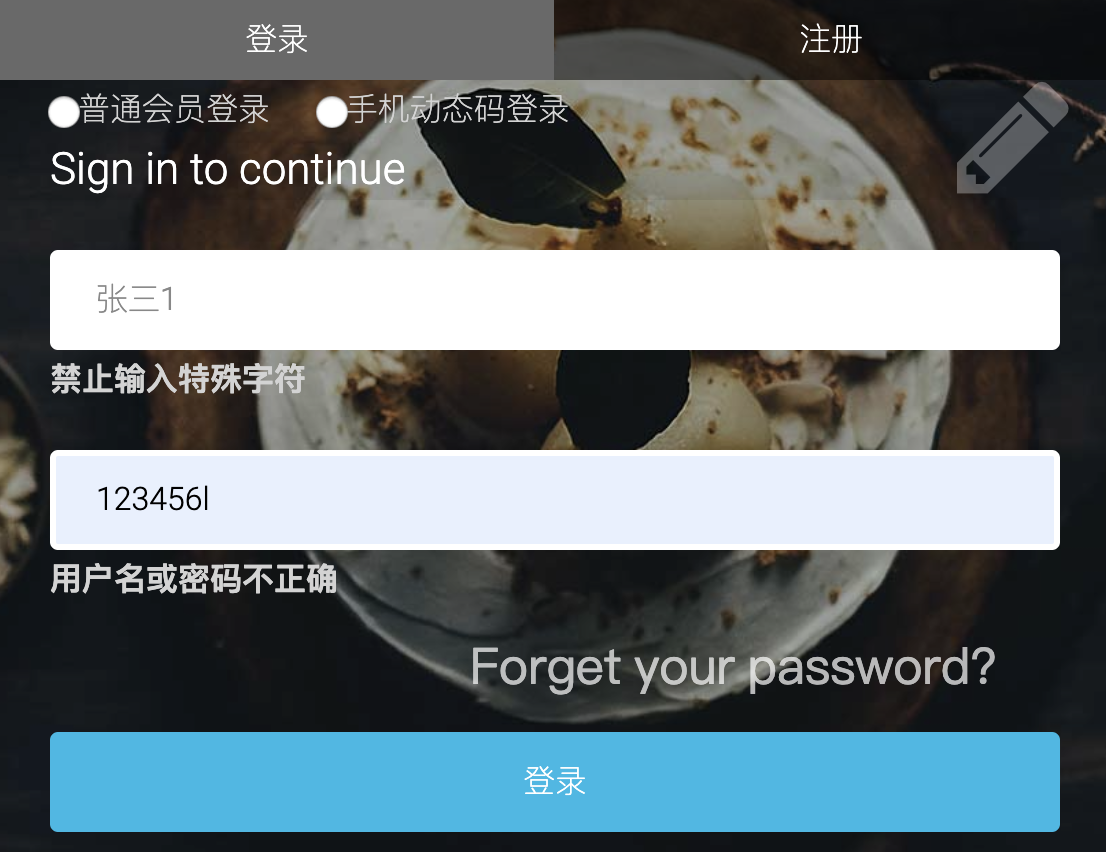 登录 注册
普通会员登录 手机动态码登录
Sign in to continue
张三1
禁止输入特殊字符
123456l
用户名或密码不正确
Forget your password?
登录